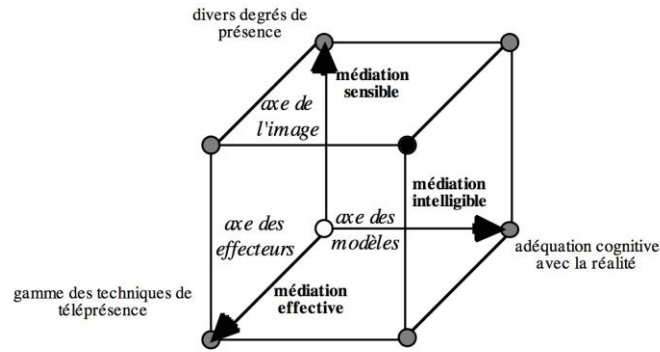 divers degrés de
présence
médiation
sensible
axe de
l'image
médiation
intelligible
axe des
effecteurs
axe des
modèles
adéquation cognitive
avec la réalité
gamme des techniques de
téléprésence
médiation
effective